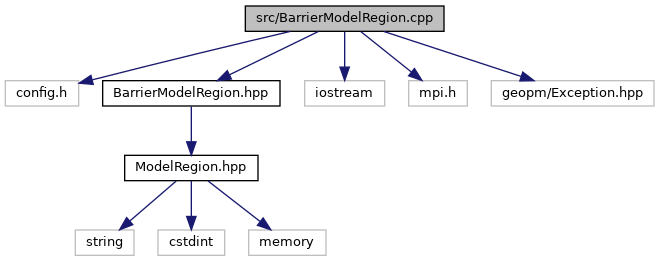 src/BarrierModelRegion.cpp
config.h
BarrierModelRegion.hpp
iostream
mpi.h
geopm/Exception.hpp
ModelRegion.hpp
string
cstdint
memory